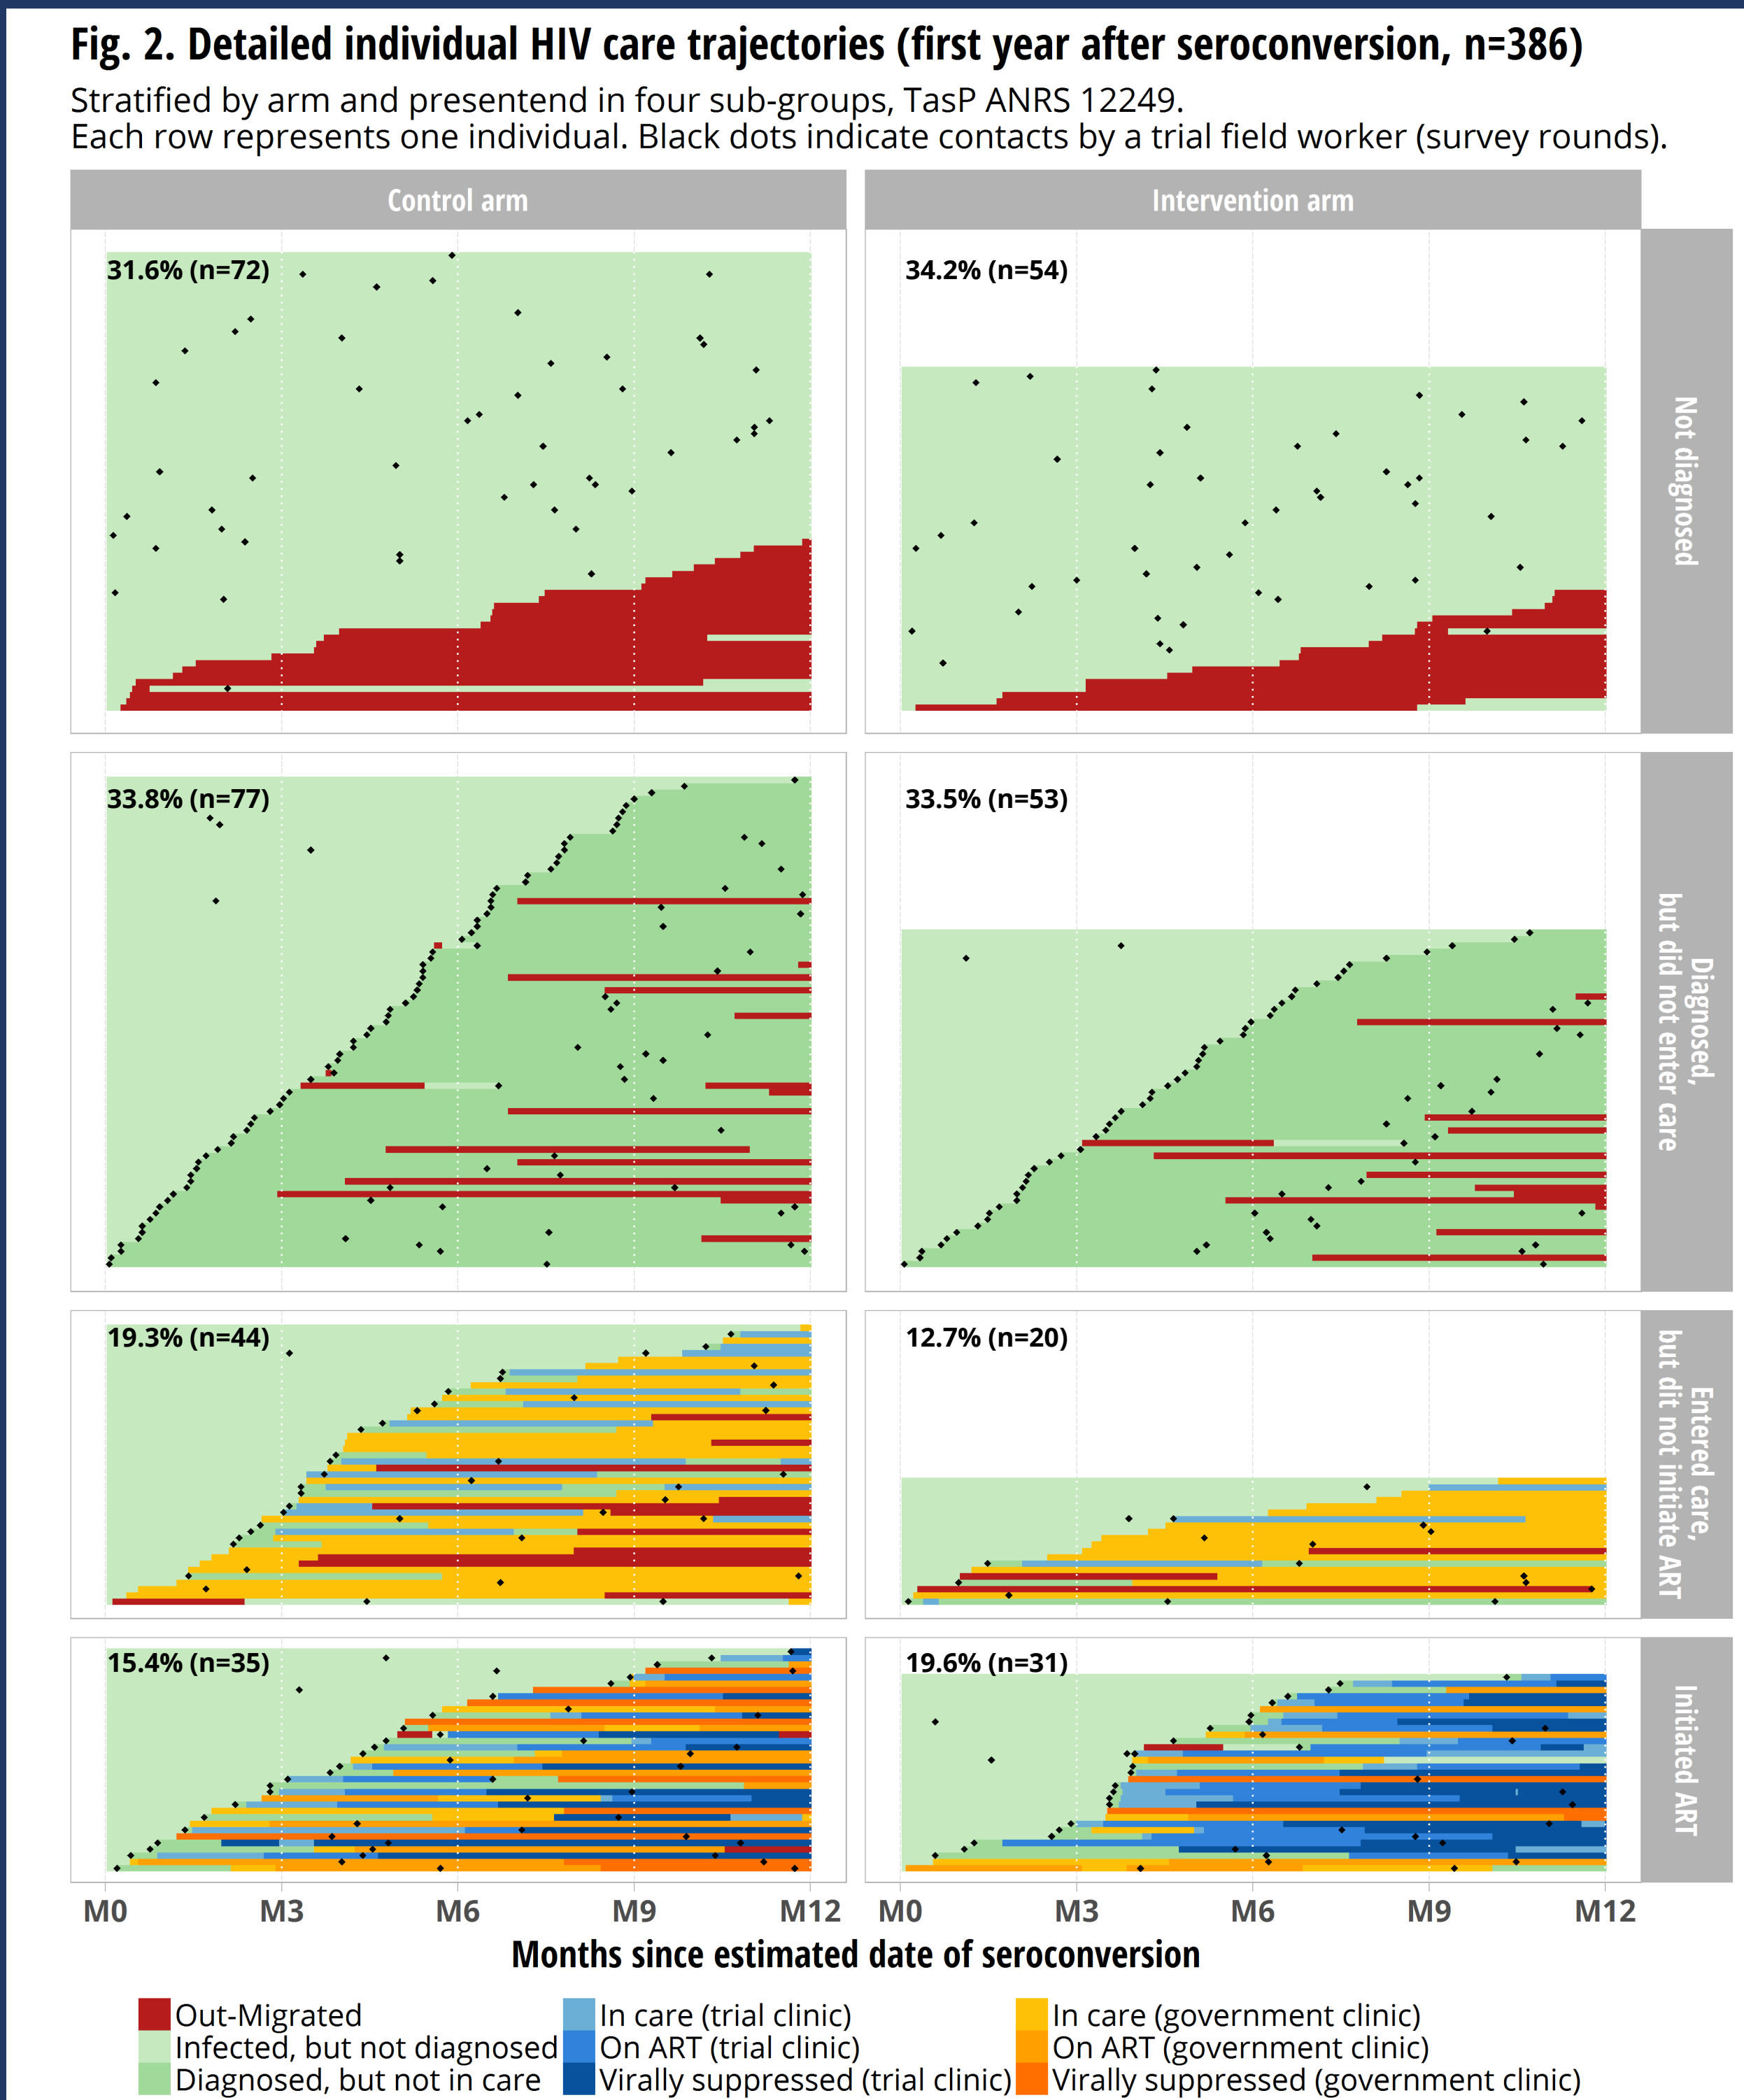 Fig. 2. Detailed individual HIV care trajectories (first year after seroconversion, n=386)
Stratified by arm and presentend in four sub-groups, TasP ANRS 12249.
Each row represents one individual. Black dots indicate contacts by a trial field worker (survey rounds).
Control arm
Intervention arm
31.6% (n=72)
34.2% (n=54)
Not diagnosed
33.8% (n=77)
33.5% (n=53)
Diagnosed,
but did not enter care
19.3% (n=44)
12.7% (n=20)
Entered care,
but dit not initiate ART
15.4% (n=35)
19.6% (n=31)
Initiated ART
M0 M3 M6 M9 M12 M0 M3 M6 M9 M12
Months since estimated date of seroconversion
Out-Migrated
Infected, but not diagnosed
Diagnosed, but not in care
In care (trial clinic)
On ART (trial clinic)
Virally suppressed (trial clinic)
In care (government clinic)
On ART (government clinic)
Virally suppressed (government clinic)